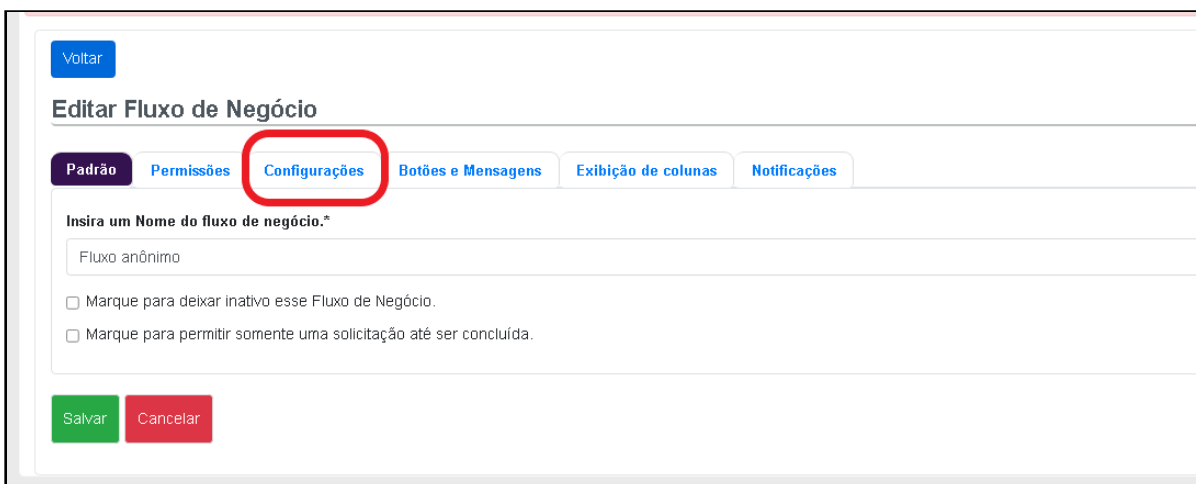 Voltar
Editar Fluxo de Negócio
Padrão Permissões Configurações Botões e Mensagens Exibição de colunas Notificações
Insira um Nome do fluxo de negócio.*
Fluxo anônimo
Marque para deixar inativo esse Fluxo de Negócio.
Marque para permitir somente uma solicitação até ser concluída.
Salvar Cancelar